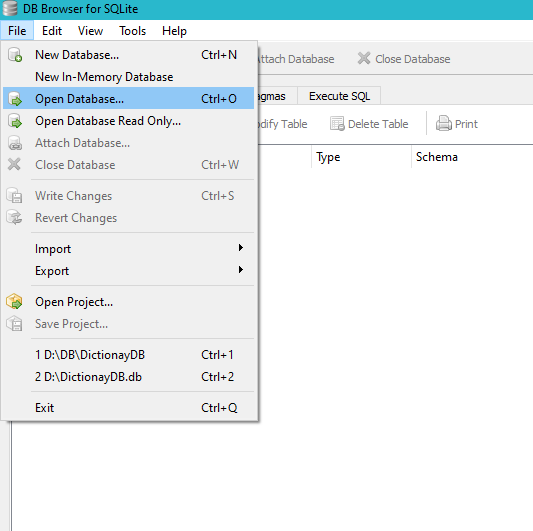 DB Browser for SQLite
File Edit View Tools Help
New Database... Ctrl+N
New In-Memory Database
Open Database... Ctrl+O
Open Database Read Only...
Attach Database...
Close Database Ctrl+W
Write Changes Ctrl+S
Revert Changes
Import
Export
Open Project...
Save Project...
1 D:\DB\DictionayDB Ctrl+1
2 D:\DictionayDB.db Ctrl+2
Exit Ctrl+Q
ttach Database Close Database
agmas Execute SQL
dify Table Delete Table Print
Type Schema